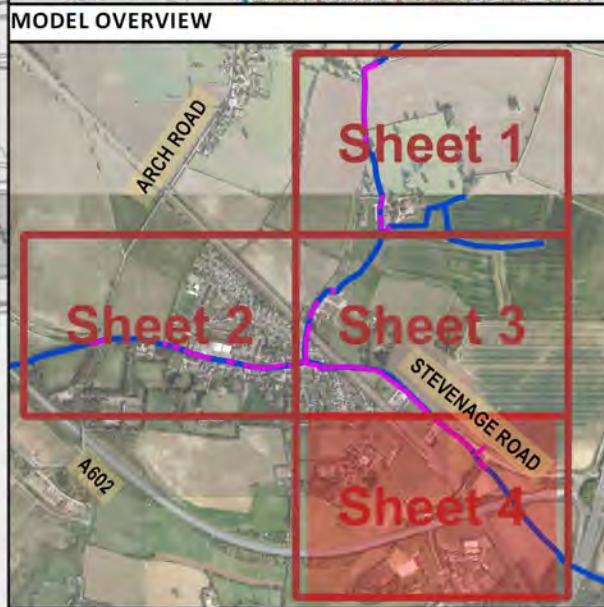 MODEL OVERVIEW
ARCH ROAD
Sheet 1
Sheet 2
Sheet 3
STEVENAGE ROAD
A602
Sheet 4